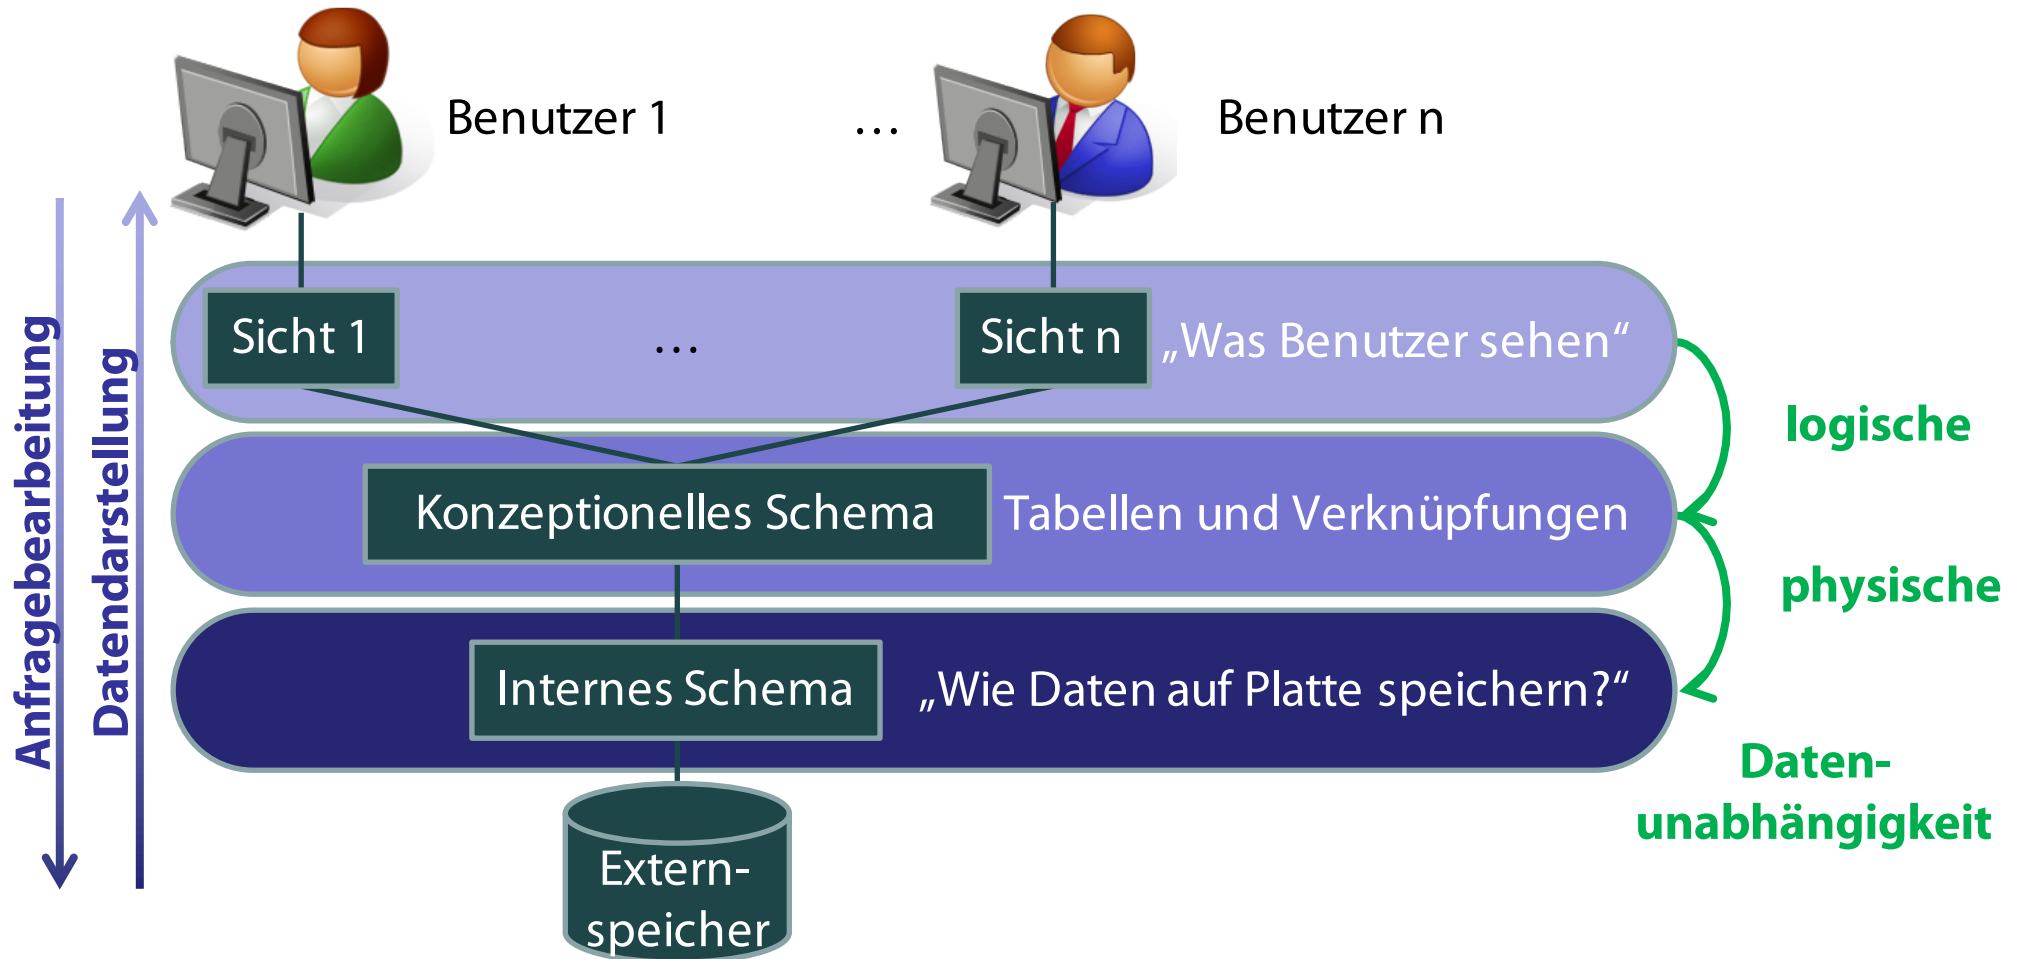 Benutzer 1
…
Benutzer n
Anfragebearbeitung
Datendarstellung
Sicht 1
…
Sicht n
„Was Benutzer sehen“
logische
Konzeptionelles Schema
Tabellen und Verknüpfungen
physische
Internes Schema
„Wie Daten auf Platte speichern?“
Daten-
unabhängigkeit
Extern-
speicher